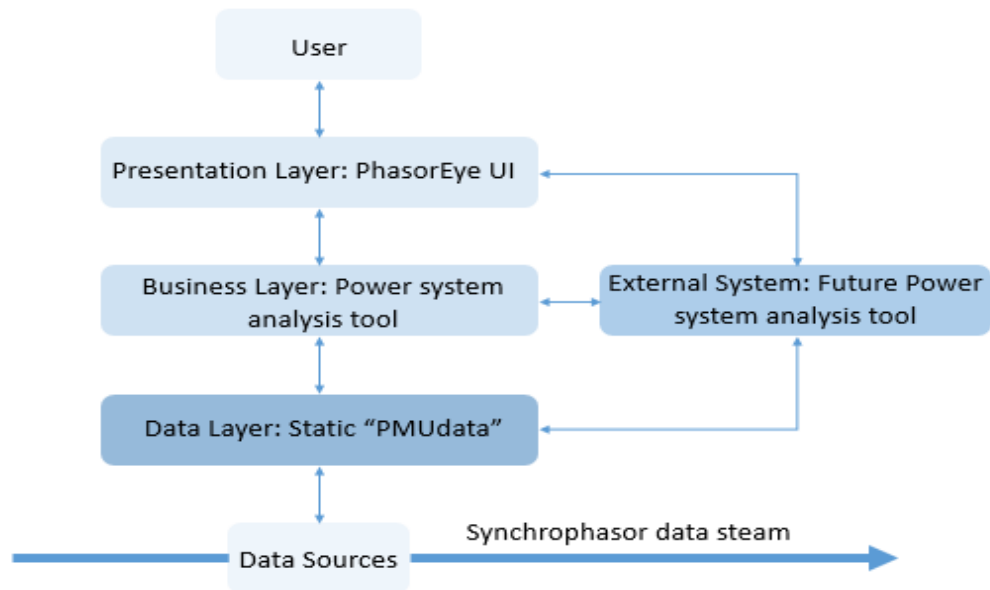 User
Presentation Layer: PhasorEye UI
Business Layer: Power system
analysis tool
External System: Future Power
system analysis tool
Data Layer: Static “PMUdata”
Synchrophasor data steam
Data Sources